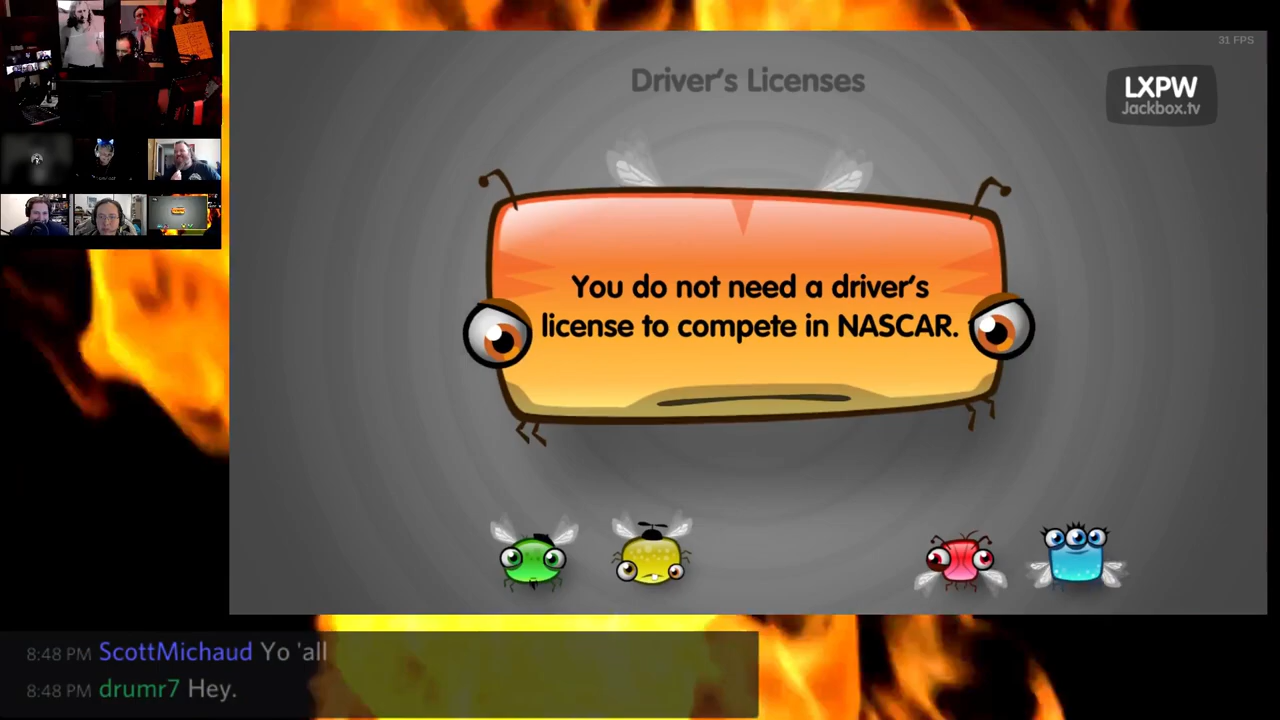 31 FPS
Driver's Licenses
LXPW
Jackbox.tv
You do not need a driver's
license to compete in NASCAR.
8:48 PM ScottMichaud Yo 'all
8:48 PM drumr7 Hey.